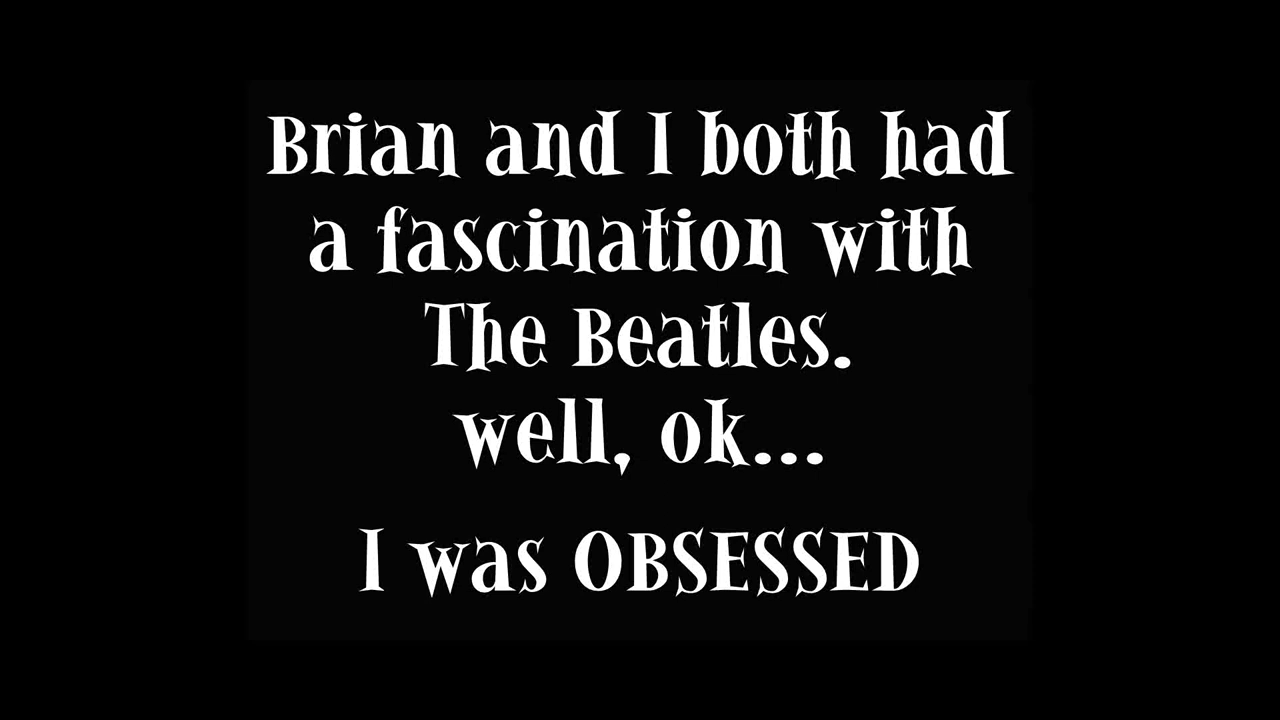 Brian and I both had
a fascination with
The Beatles.
well, ok...
I was OBSESSED